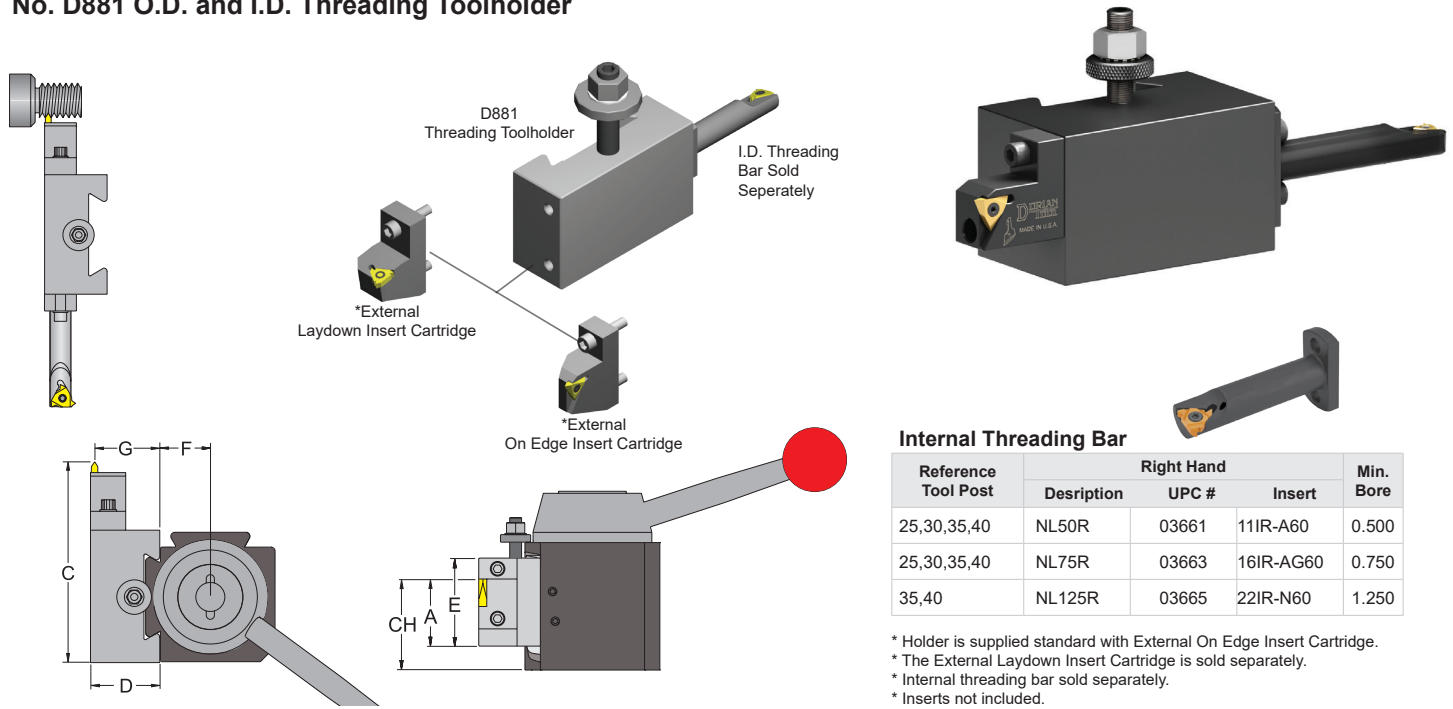 No. D881 O.D. and I.D. Threading Toolholder
D881
Threading Toolholder
I.D. Threading
Bar Sold
Seperately
*External
Laydown Insert Cartridge
*External
On Edge Insert Cartridge
DORIAN
TOOL
MADE IN U.S.A.
G
F
C
D
CH
A
E
Internal Threading Bar
Reference Tool Post | Right Hand | Min. Bore
Desription | UPC # | Insert
25,30,35,40 | NL50R | 03661 | 11IR-A60 | 0.500
25,30,35,40 | NL75R | 03663 | 16IR-AG60 | 0.750
35,40 | NL125R | 03665 | 22IR-N60 | 1.250
* Holder is supplied standard with External On Edge Insert Cartridge.
* The External Laydown Insert Cartridge is sold separately.
* Internal threading bar sold separately.
* Inserts not included.